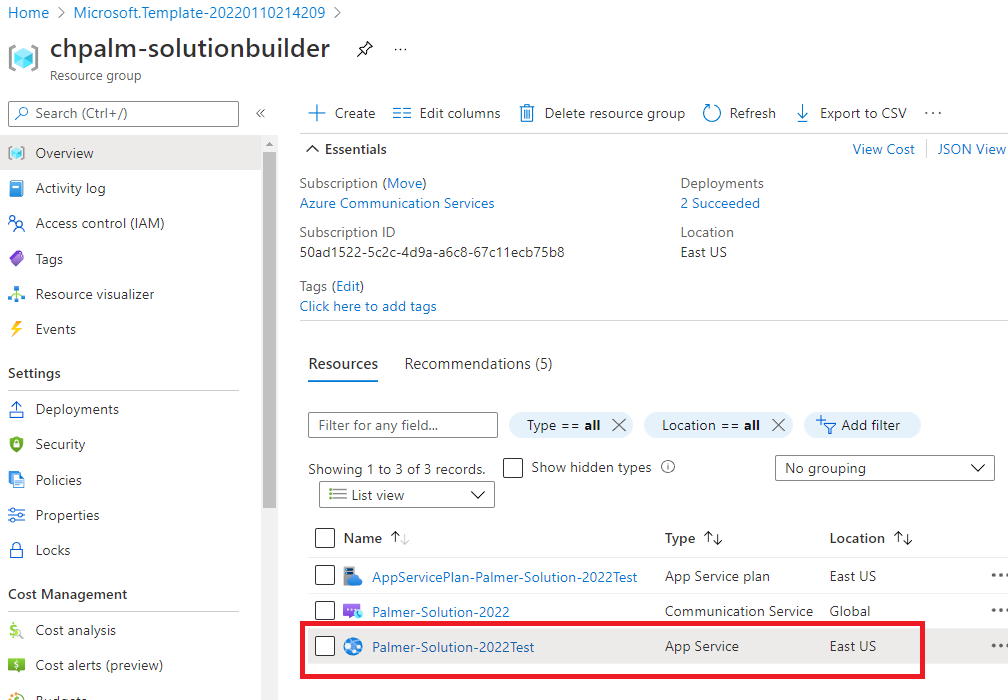 Home > Microsoft.Template-20220110214209 >
chpalm-solutionbuilder ...
Resource group
Search (Ctrl+/) «
Overview
Activity log
Access control (IAM)
Tags
Resource visualizer
Events
Settings
Deployments
Security
Policies
Properties
Locks
Cost Management
Cost analysis
Cost alerts (preview)
Budgets
Create Edit columns Delete resource group Refresh Export to CSV ...
Essentials View Cost JSON View
Subscription (Move)
Azure Communication Services
Subscription ID
50ad1522-5c2c-4d9a-a6c8-67c11ecb75b8
Deployments
2 Succeeded
Location
East US
Tags (Edit)
Click here to add tags
Resources Recommendations (5)
Filter for any field... Type == all Location == all Add filter
Showing 1 to 3 of 3 records. Show hidden types No grouping
List view
Name Type Location
AppServicePlan-Palmer-Solution-2022Test App Service plan East US ...
Palmer-Solution-2022 Communication Service Global ...
Palmer-Solution-2022Test App Service East US ...